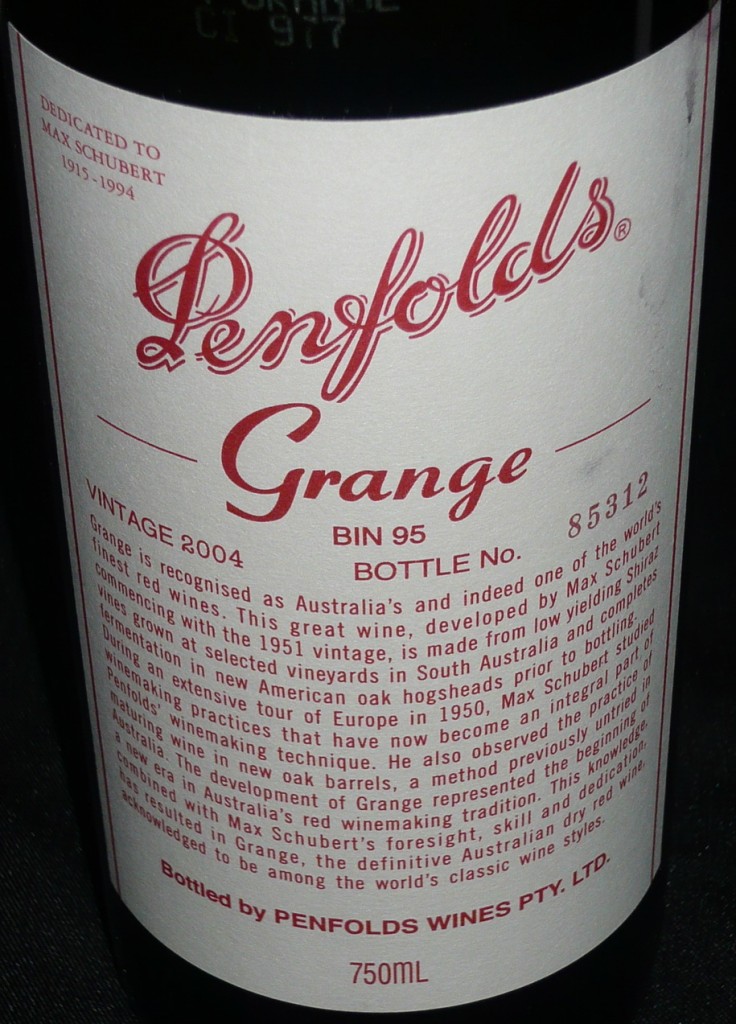 CI 977
DEDICATED TO
MAX SCHUBERT
1915-1994
Penfolds®
Grange
VINTAGE 2004
BIN 95
BOTTLE No.
85312
Grange is recognised as Australia's and indeed one of the world's
finest red wines. This great wine, developed by Max Schubert
commencing with the 1951 vintage, is made from low yielding Shiraz
vines grown at selected vineyards in South Australia and completes
fermentation in new American oak hogsheads prior to bottling.
During an extensive tour of Europe in 1950, Max Schubert studied
winemaking practices that have now become an integral part of
Penfolds' winemaking technique. He also observed the practice of
maturing wine in new oak barrels, a method previously untried in
Australia. The development of Grange represented the beginning of
a new era in Australia's red winemaking tradition. This knowledge,
combined with Max Schubert's foresight, skill and dedication,
has resulted in Grange, the definitive Australian dry red wine,
acknowledged to be among the world's classic wine styles.
Bottled by PENFOLDS WINES PTY. LTD.
750mL